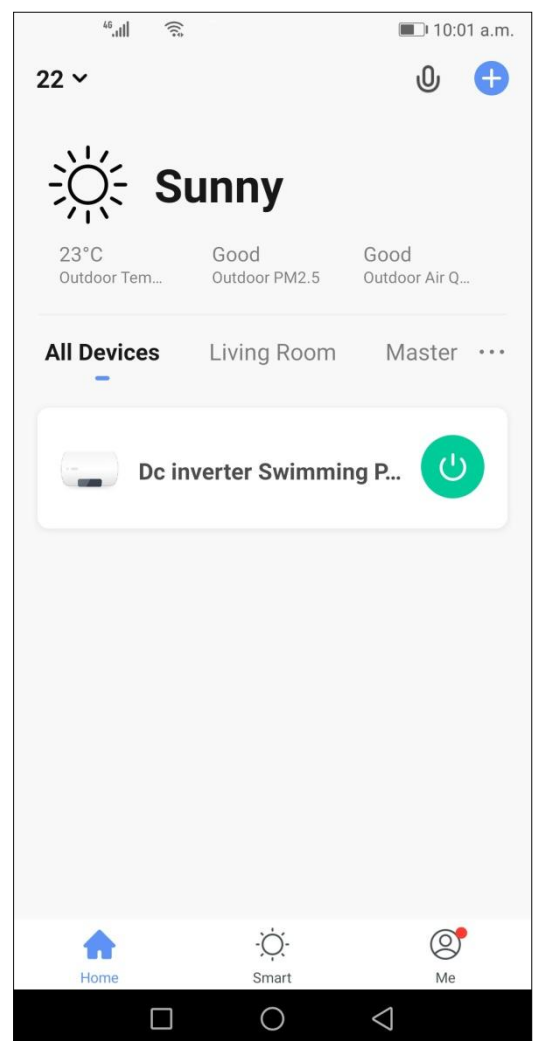 4G 10:01 a.m.
22
Sunny
23°C Good Good
Outdoor Tem... Outdoor PM2.5 Outdoor Air Q...
All Devices Living Room Master ...
Dc inverter Swimming P...
Home Smart Me